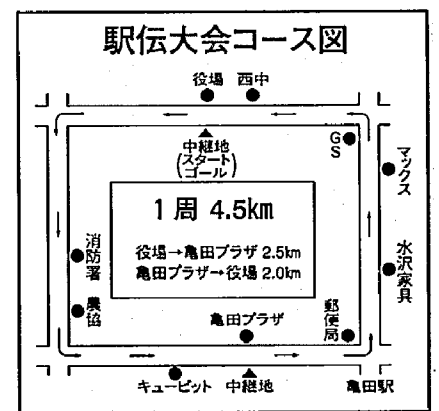 駅伝大会コース図
役場 西中
中継地
(スタート
ゴール)
GS
マックス
1周 4.5km
役場→亀田プラザ 2.5km
亀田プラザ→役場 2.0km
消防署
農協
水沢家具
亀田プラザ
郵便局
キューピット 中継地 亀田駅